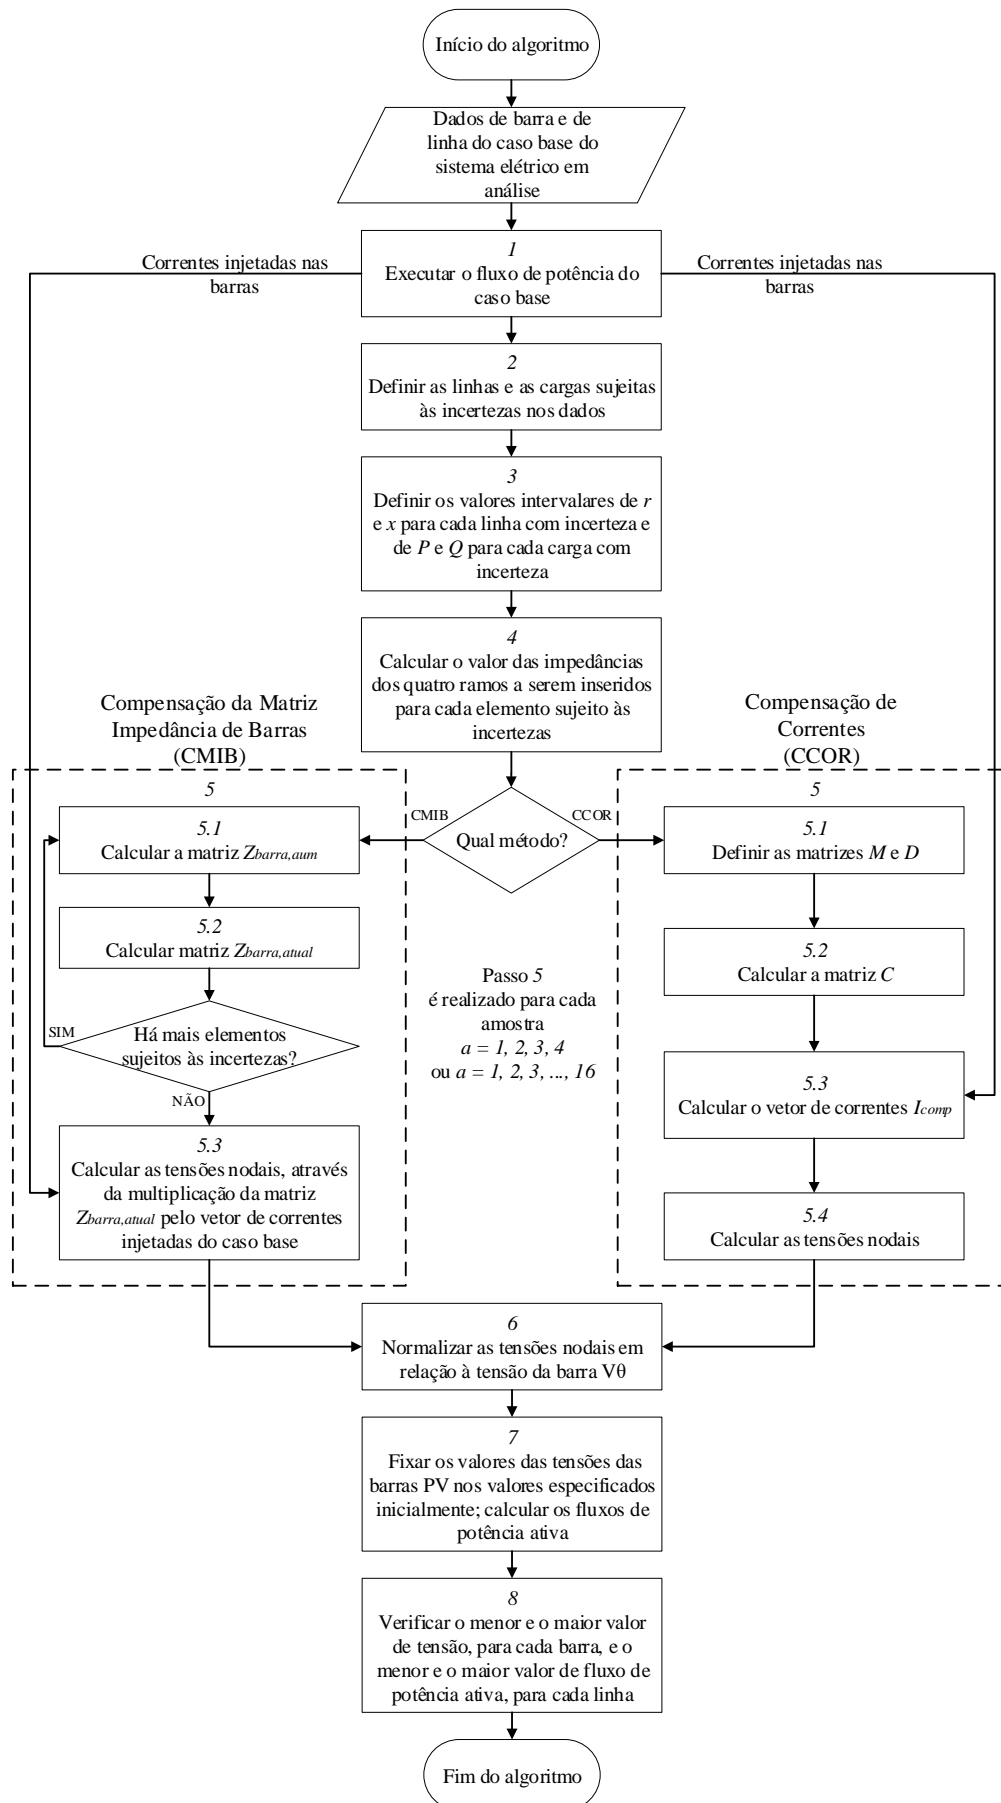 Início do algoritmo
Dados de barra e de
linha do caso base do
sistema elétrico em
análise
Correntes injetadas nas
barras
1
Executar o fluxo de potência do
caso base
Correntes injetadas nas
barras
2
Definir as linhas e as cargas sujeitas
às incertezas nos dados
3
Definir os valores intervalares de r
e x para cada linha com incerteza e
de P e Q para cada carga com
incerteza
4
Calcular o valor das impedâncias
dos quatro ramos a serem inseridos
para cada elemento sujeito às
incertezas
Compensação da Matriz
Impedância de Barras
(CMIB)
Compensação de
Correntes
(CCOR)
CMIB
Qual método?
CCOR
5
5.1
Calcular a matriz Zbarra,aum
5.2
Calcular matriz Zbarra,atual
Há mais elementos
sujeitos às incertezas?
SIM
NÃO
5.3
Calcular as tensões nodais, através
da multiplicação da matriz
Zbarra,atual pelo vetor de correntes
injetadas do caso base
Passo 5
é realizado para cada
amostra
a = 1, 2, 3, 4
ou a = 1, 2, 3, ..., 16
5
5.1
Definir as matrizes M e D
5.2
Calcular a matriz C
5.3
Calcular o vetor de correntes Icomp
5.4
Calcular as tensões nodais
6
Normalizar as tensões nodais em
relação à tensão da barra Vθ
7
Fixar os valores das tensões das
barras PV nos valores especificados
inicialmente; calcular os fluxos de
potência ativa
8
Verificar o menor e o maior valor
de tensão, para cada barra, e o
menor e o maior valor de fluxo de
potência ativa, para cada linha
Fim do algoritmo